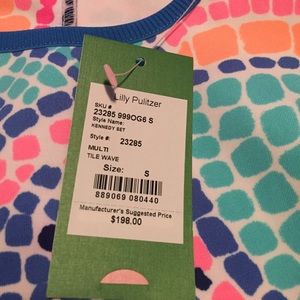 Lilly Pulitzer
SKU #
23285 999OG6 S
Style Name:
KENNEDY SET
Style #: 23285
MULTI
TILE WAVE
Size: S
889069 080440
Manufacturer's Suggested Price
$198.00